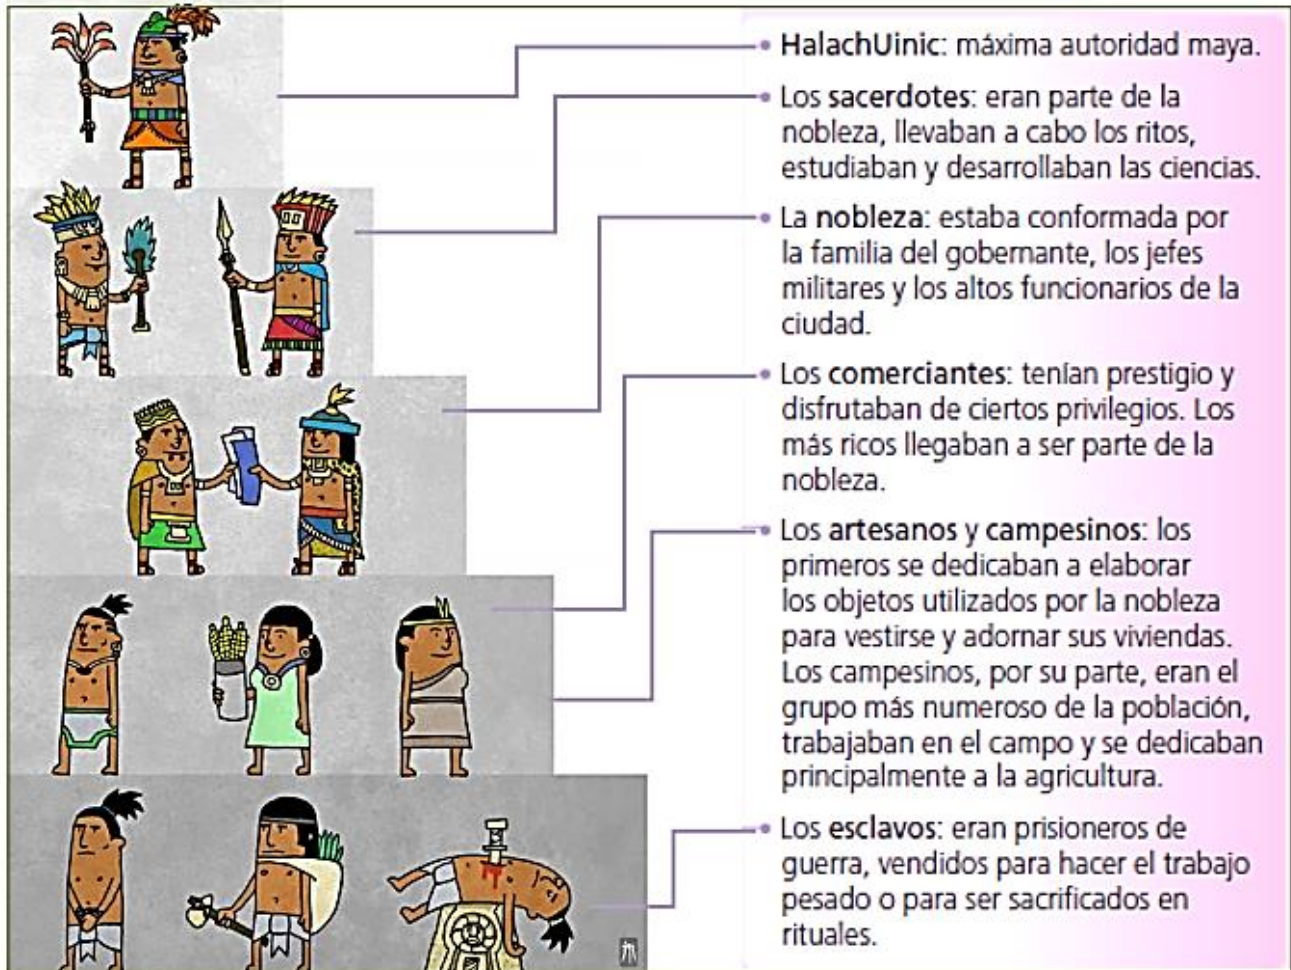 HalachUinic: máxima autoridad maya.
Los sacerdotes: eran parte de la
nobleza, llevaban a cabo los ritos,
estudiaban y desarrollaban las ciencias.
La nobleza: estaba conformada por
la familia del gobernante, los jefes
militares y los altos funcionarios de la
ciudad.
Los comerciantes: tenían prestigio y
disfrutaban de ciertos privilegios. Los
más ricos llegaban a ser parte de la
nobleza.
Los artesanos y campesinos: los
primeros se dedicaban a elaborar
los objetos utilizados por la nobleza
para vestirse y adornar sus viviendas.
Los campesinos, por su parte, eran el
grupo más numeroso de la población,
trabajaban en el campo y se dedicaban
principalmente a la agricultura.
Los esclavos: eran prisioneros de
guerra, vendidos para hacer el trabajo
pesado o para ser sacrificados en
rituales.